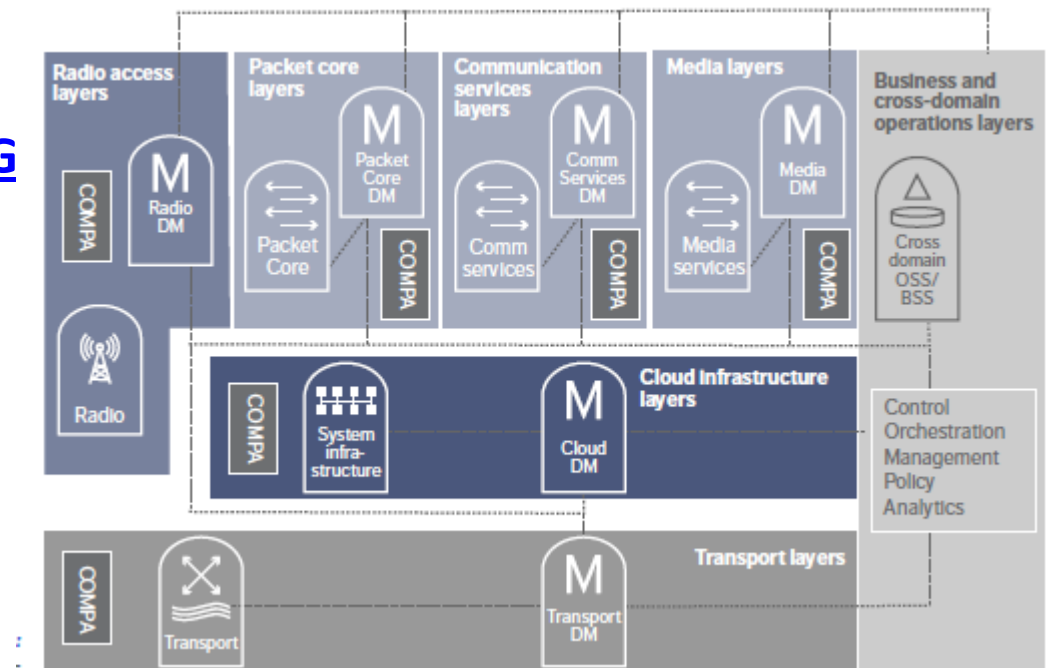 G
Radio access
layers
COMPA
M
Radio
DM
Radio
Packet core
layers
M
Packet
Core
DM
Packet
Core
COMPA
Communication
services
layers
M
Comm
Services
DM
Comm
services
COMPA
Media layers
M
Media
DM
Media
services
COMPA
Business and
cross-domain
operations layers
Cross
domain
OSS/
BSS
Control
Orchestration
Management
Policy
Analytics
Cloud infrastructure
layers
COMPA
System
infra-
structure
M
Cloud
DM
Transport layers
COMPA
Transport
M
Transport
DM